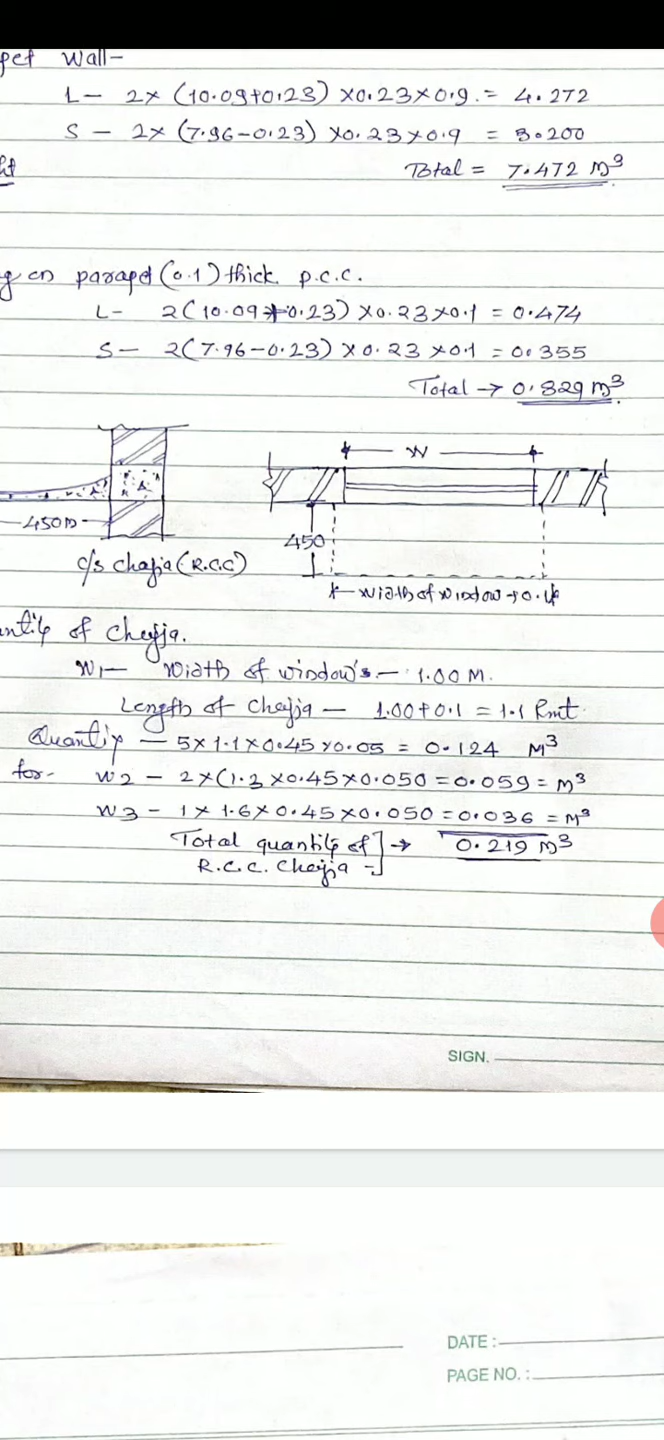 pet Wall-
L- 2× (10.09+0.23) ×0.23×0.9.= 4.272
S - 2× (7.96-0.23) ×0.23×0.9 = 3.200
Total = 7.472 M³
g on parapet (0.1) thick p.c.c.
L- 2(10.09+0.23) ×0.23×0.1 = 0.474
S- 2(7.96-0.23) ×0.23×0.1 = 0.355
Total → 0.829 M³
W
450
450
c/s chajja (R.C.C)
Width of window +0.1
ntity of Chajja.
W1- Width of window's - 1.00 M.
Length of Chajja - 1.00+0.1 = 1.1 Rmt.
Quantity - 5×1.1×0.45×0.05 = 0.124 M³
for- W2 - 2×(1.3×0.45×0.050=0.059= M³
W3 - 1×1.6×0.45×0.050=0.036 = M³
Total quantity of ] → 0.219 M³
R.C.C. Chajja =
SIGN.
DATE :
PAGE NO. :